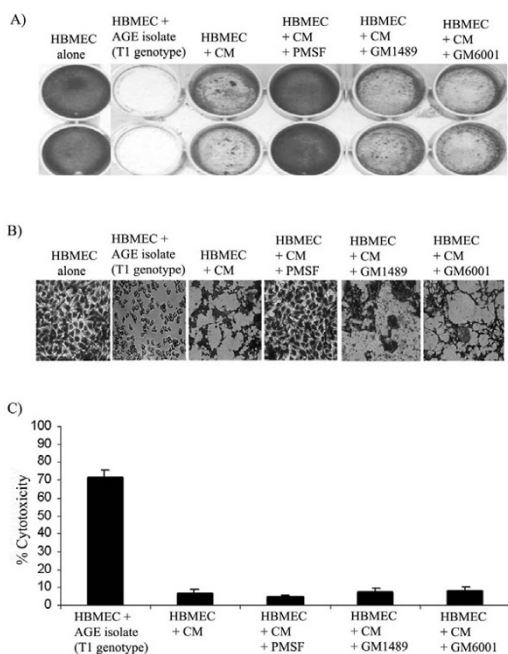 A)
HBMEC
alone
HBMEC +
AGE isolate
(T1 genotype)
HBMEC
+ CM
HBMEC
+ CM
+ PMSF
HBMEC
+ CM
+ GM1489
HBMEC
+ CM
+ GM6001
B)
HBMEC
alone
HBMEC +
AGE isolate
(T1 genotype)
HBMEC
+ CM
HBMEC
+ CM
+ PMSF
HBMEC
+ CM
+ GM1489
HBMEC
+ CM
+ GM6001
C)
% Cytotoxicity
100
90
80
70
60
50
40
30
20
10
0
HBMEC +
AGE isolate
(T1 genotype)
HBMEC
+ CM
HBMEC
+ CM
+ PMSF
HBMEC
+ CM
+ GM1489
HBMEC
+ CM
+ GM6001